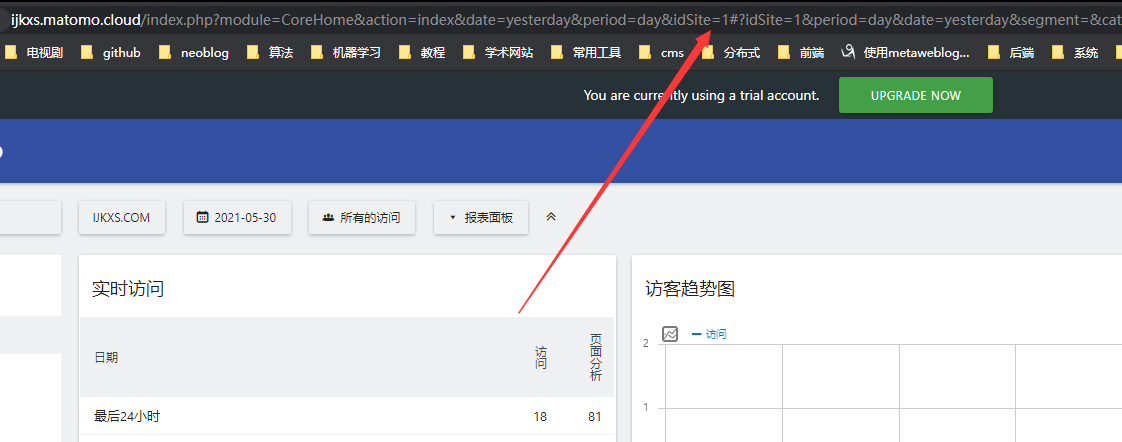 ijkxs.matomo.cloud/index.php?module=CoreHome&action=index&date=yesterday&period=day&idSite=1#?idSite=1&period=day&date=yesterday&segment=&cat
电视剧 github neoblog 算法 机器学习 教程 学术网站 常用工具 cms 分布式 前端 使用metaweblog... 后端 系统
You are currently using a trial account. UPGRADE NOW
IJKXS.COM 2021-05-30 所有的访问 报表面板
实时访问 访客趋势图
日期 访问 页面分析
访问
2
1
最后24小时 18 81